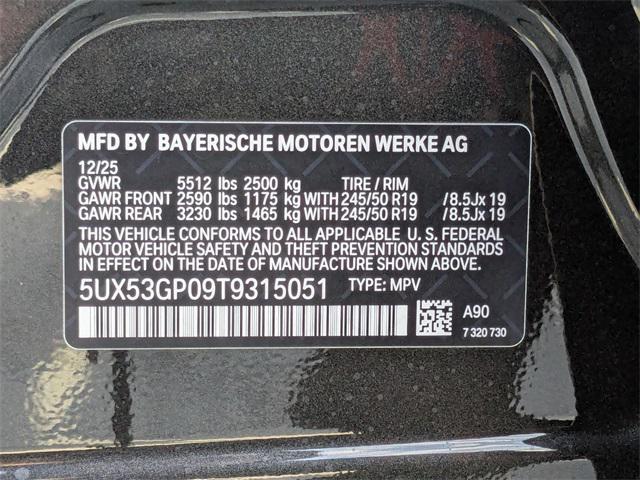 MFD BY BAYERISCHE MOTOREN WERKE AG
12/25
GVWR 5512 lbs 2500 kg TIRE / RIM
GAWR FRONT 2590 lbs 1175 kg WITH 245/50 R19 /8.5Jx19
GAWR REAR 3230 lbs 1465 kg WITH 245/50 R19 /8.5Jx19
THIS VEHICLE CONFORMS TO ALL APPLICABLE U. S. FEDERAL
MOTOR VEHICLE SAFETY AND THEFT PREVENTION STANDARDS
IN EFFECT ON THE DATE OF MANUFACTURE SHOWN ABOVE.
5UX53GP09T9315051 TYPE: MPV
A90
7 320 730